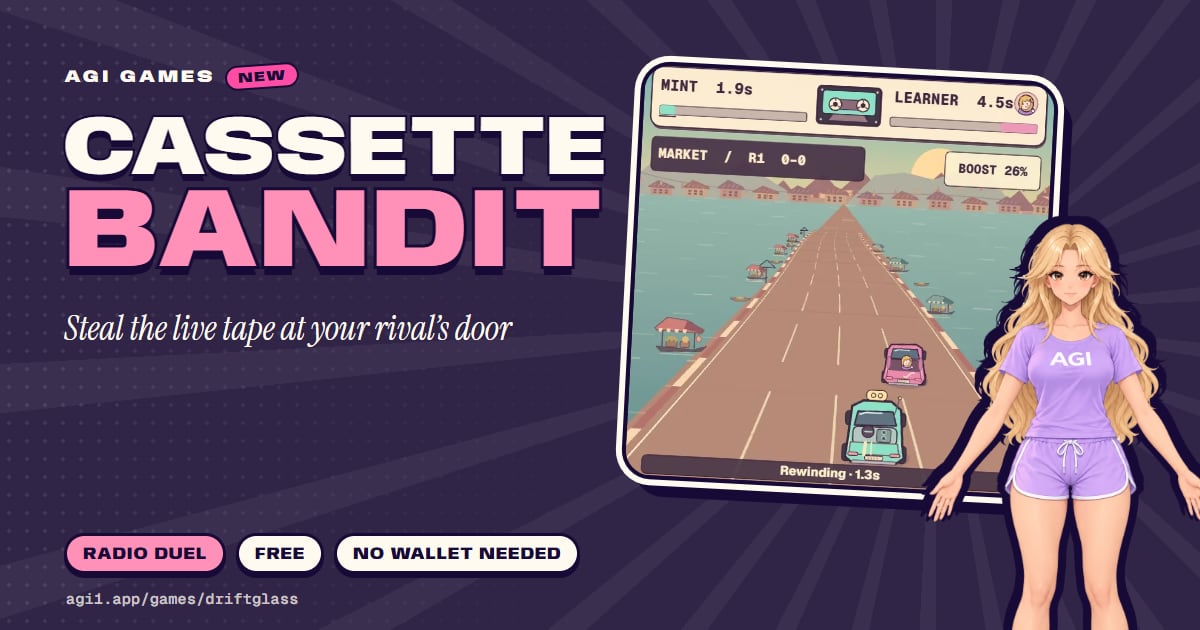 AGI GAMES NEW
CASSETTE
BANDIT
Steal the live tape at your rival's door
MINT 1.9s
LEARNER 4.5s
MARKET / R1 0-0
BOOST 26%
Rewinding · 1.3s
AGI
RADIO DUEL
FREE
NO WALLET NEEDED
agi1.app/games/driftglass